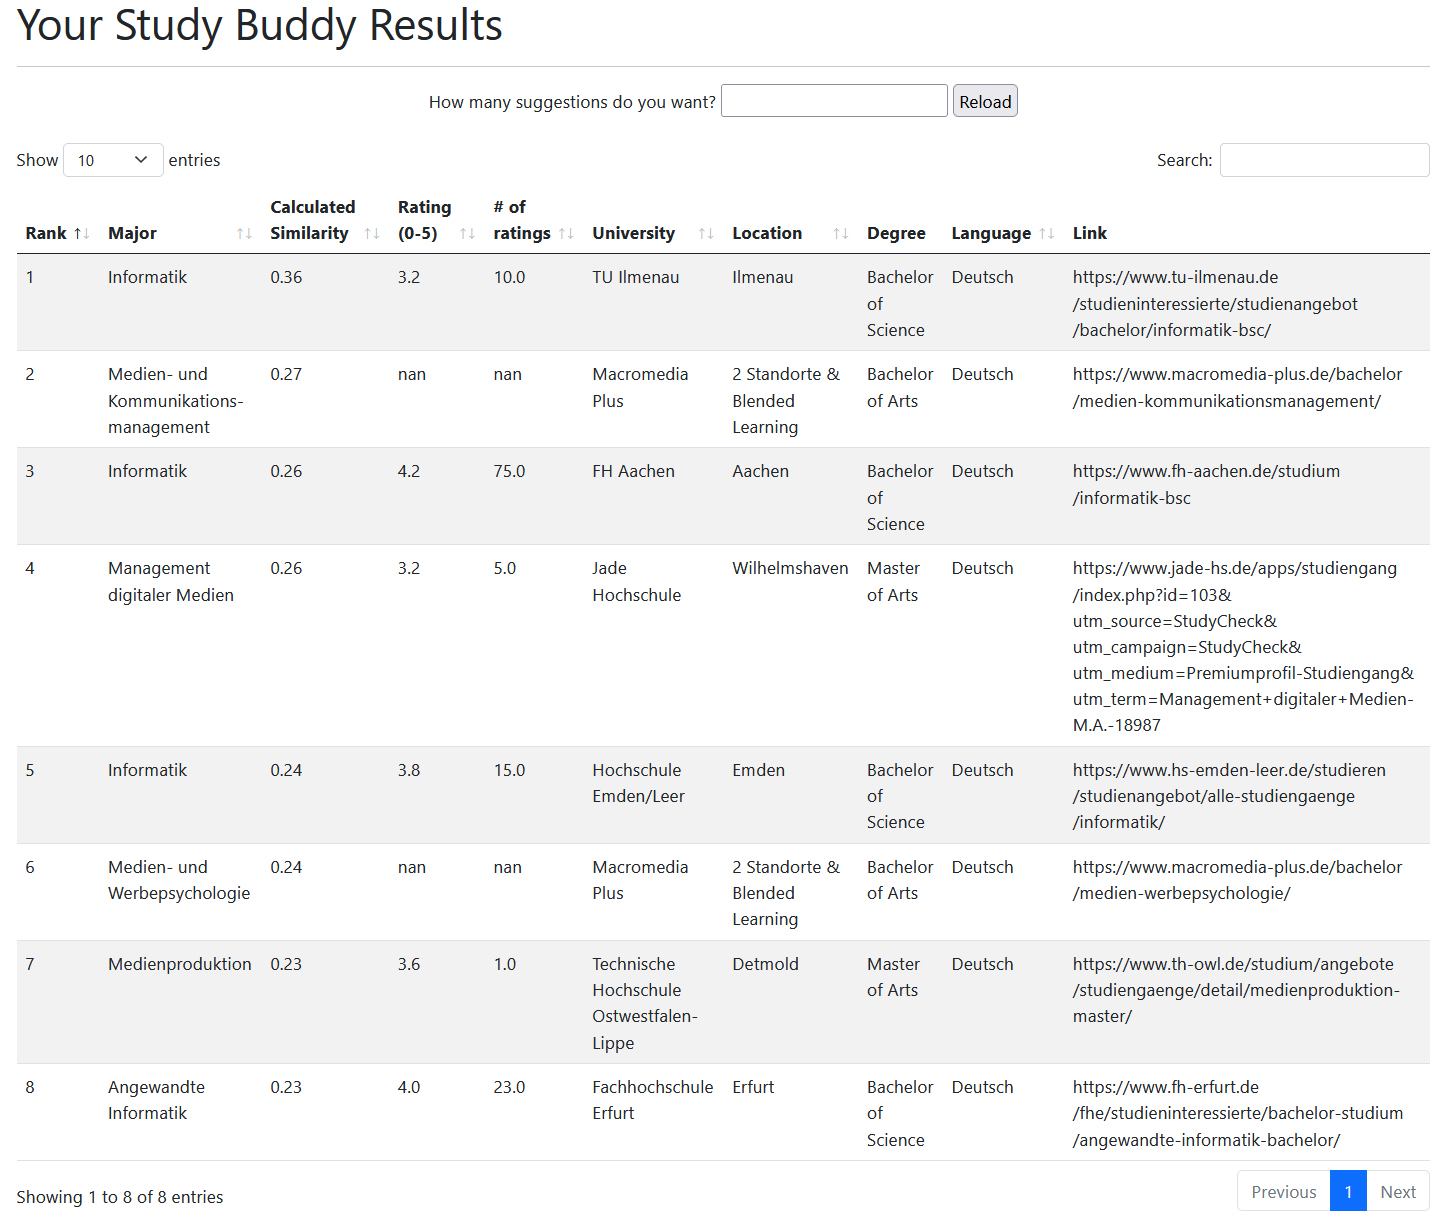 Your Study Buddy Results
How many suggestions do you want? Reload
Show 10 entries Search:
Rank Major Calculated Similarity Rating (0-5) # of ratings University Location Degree Language Link
1 Informatik 0.36 3.2 10.0 TU Ilmenau Ilmenau Bachelor of Science Deutsch https://www.tu-ilmenau.de/studieninteressierte/studienangebot/bachelor/informatik-bsc/
2 Medien- und Kommunikations-management 0.27 nan nan Macromedia Plus 2 Standorte & Blended Learning Bachelor of Arts Deutsch https://www.macromedia-plus.de/bachelor/medien-kommunikationsmanagement/
3 Informatik 0.26 4.2 75.0 FH Aachen Aachen Bachelor of Science Deutsch https://www.fh-aachen.de/studium/informatik-bsc
4 Management digitaler Medien 0.26 3.2 5.0 Jade Hochschule Wilhelmshaven Master of Arts Deutsch https://www.jade-hs.de/apps/studiengang/index.php?id=103&utm_source=StudyCheck&utm_campaign=StudyCheck&utm_medium=Premiumprofil-Studiengang&utm_term=Management+digitaler+Medien-M.A.-18987
5 Informatik 0.24 3.8 15.0 Hochschule Emden/Leer Emden Bachelor of Science Deutsch https://www.hs-emden-leer.de/studieren/studienangebot/alle-studiengaenge/informatik/
6 Medien- und Werbepsychologie 0.24 nan nan Macromedia Plus 2 Standorte & Blended Learning Bachelor of Arts Deutsch https://www.macromedia-plus.de/bachelor/medien-werbepsychologie/
7 Medienproduktion 0.23 3.6 1.0 Technische Hochschule Ostwestfalen-Lippe Detmold Master of Arts Deutsch https://www.th-owl.de/studium/angebote/studiengaenge/detail/medienproduktion-master/
8 Angewandte Informatik 0.23 4.0 23.0 Fachhochschule Erfurt Erfurt Bachelor of Science Deutsch https://www.fh-erfurt.de/fhe/studieninteressierte/bachelor-studium/angewandte-informatik-bachelor/
Showing 1 to 8 of 8 entries Previous 1 Next